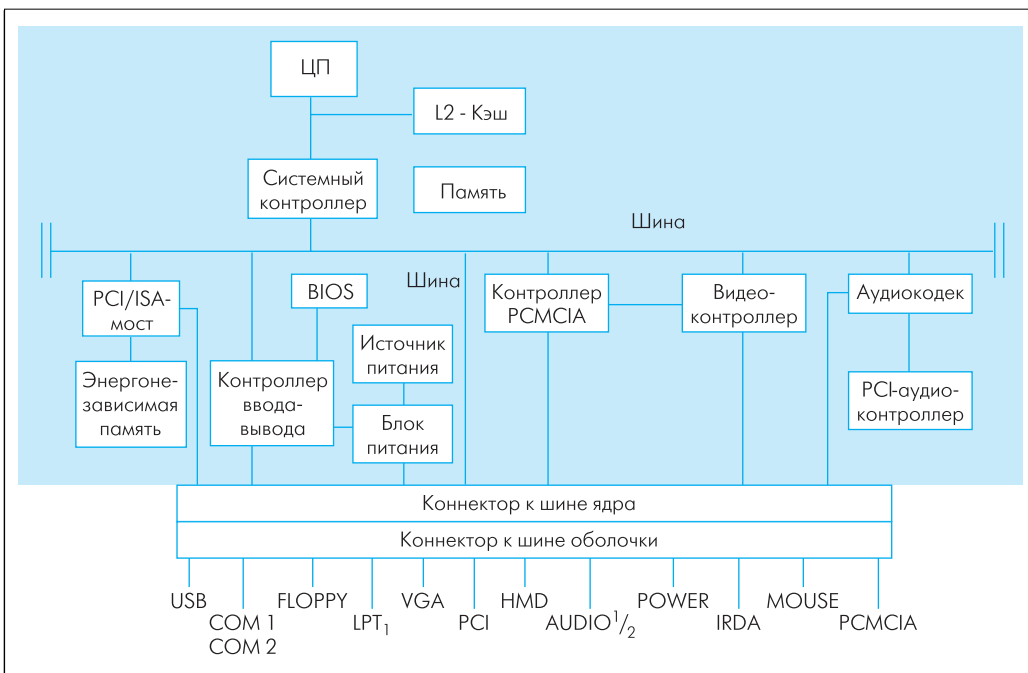 ЦП
L2 - Кэш
Системный
контроллер
Память
Шина
Шина
PCI/ISA-
мост
BIOS
Контроллер
PCMCIA
Видео-
контроллер
Аудиокодек
Источник
питания
Энергоне-
зависимая
память
Контроллер
ввода-
вывода
Блок
питания
PCI-аудио-
контроллер
Коннектор к шине ядра
Коннектор к шине оболочки
USB
COM 1
COM 2
FLOPPY
LPT₁
VGA
PCI
HMD
AUDIO ¹/₂
POWER
IRDA
MOUSE
PCMCIA